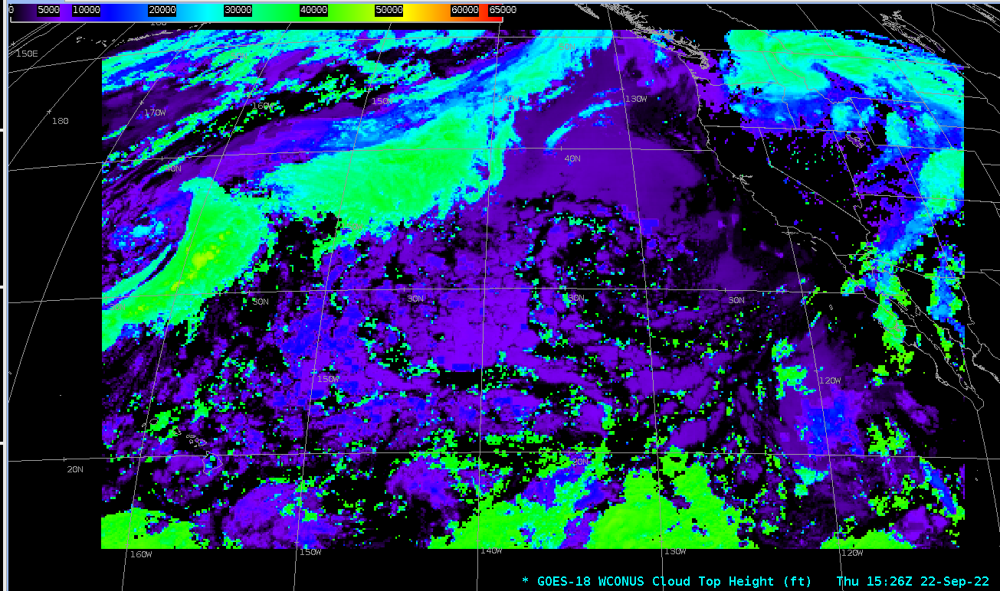 0 5000 10000 20000 30000 40000 50000 60000 65000
150E
180
170W
160W
150W
130W
50N
40N
40N
30N
30N
30N
150W
120W
20N
20N
160W
150W
140W
130W
120W
* GOES-18 WCONUS Cloud Top Height (ft) Thu 15:26Z 22-Sep-22